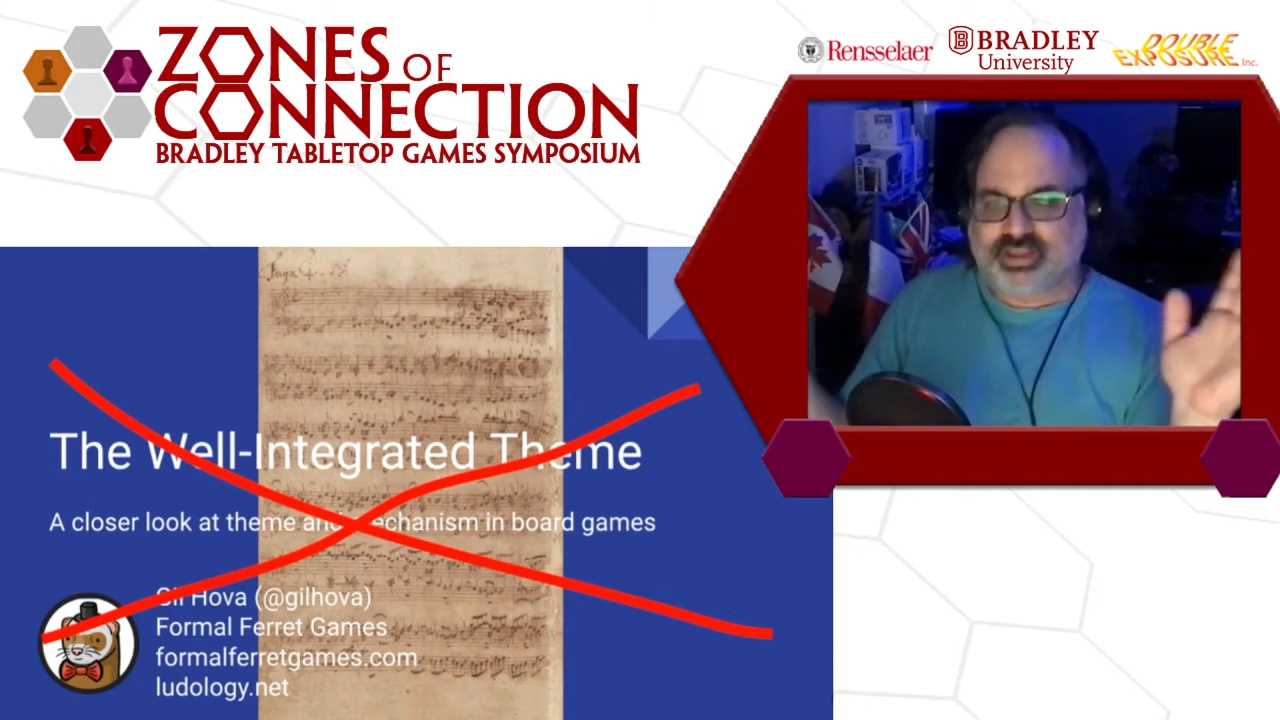 ZONES OF
CONNECTION
BRADLEY TABLETOP GAMES SYMPOSIUM
Rensselaer
BRADLEY
University
DOUBLE
EXPOSURE Inc.
The Well-Integrated Theme
A closer look at theme and mechanism in board games
Gil Hova (@gilhova)
Formal Ferret Games
formalferretgames.com
ludology.net